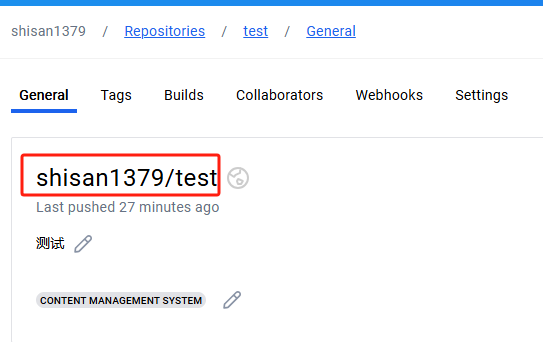 shisan1379 / Repositories / test / General
General Tags Builds Collaborators Webhooks Settings
shisan1379/test
Last pushed 27 minutes ago
测试
CONTENT MANAGEMENT SYSTEM